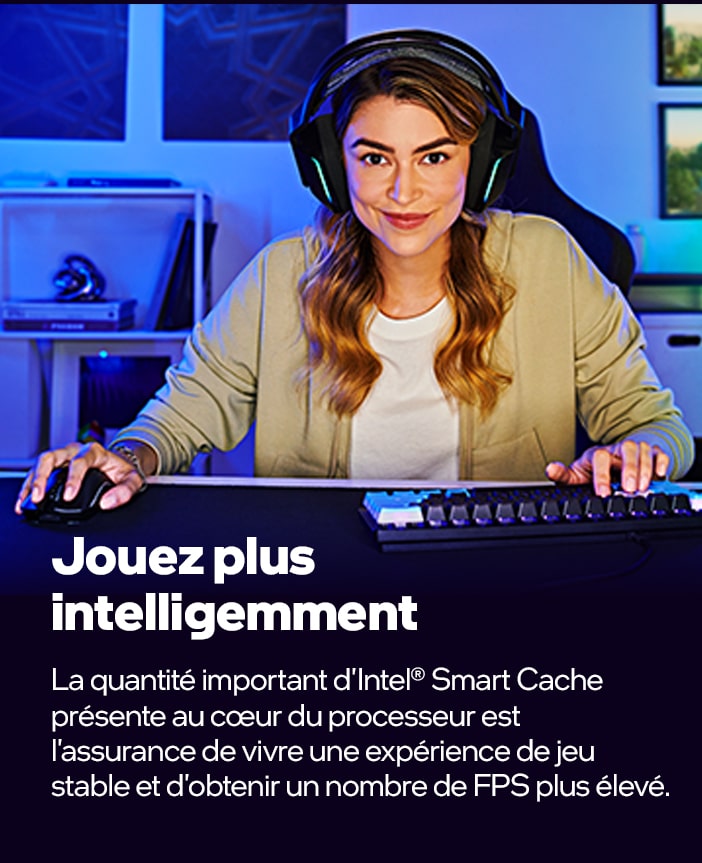 Jouez plus
intelligemment
La quantité important d'Intel® Smart Cache
présente au cœur du processeur est
l'assurance de vivre une expérience de jeu
stable et d'obtenir un nombre de FPS plus élevé.